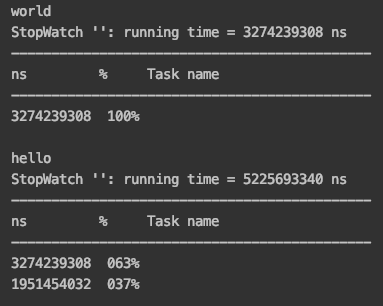 world
StopWatch '': running time = 3274239308 ns
---------------------------------------------
ns         %     Task name
---------------------------------------------
3274239308  100%

hello
StopWatch '': running time = 5225693340 ns
---------------------------------------------
ns         %     Task name
---------------------------------------------
3274239308  063%
1951454032  037%